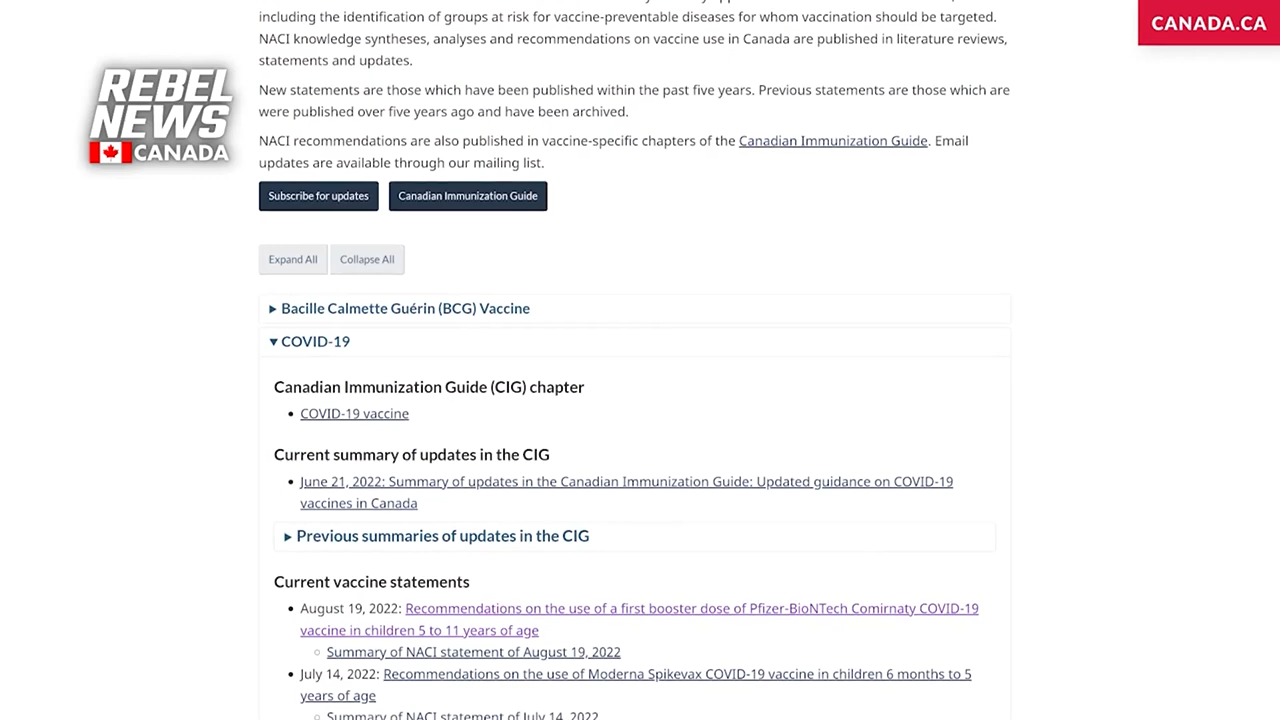 CANADA.CA
including the identification of groups at risk for vaccine-preventable diseases for whom vaccination should be targeted.
NACI knowledge syntheses, analyses and recommendations on vaccine use in Canada are published in literature reviews,
statements and updates.
REBEL
NEWS
CANADA
New statements are those which have been published within the past five years. Previous statements are those which are
were published over five years ago and have been archived.
NACI recommendations are also published in vaccine-specific chapters of the Canadian Immunization Guide. Email
updates are available through our mailing list.
Subscribe for updates
Canadian Immunization Guide
Expand All
Collapse All
▸ Bacille Calmette Guérin (BCG) Vaccine
▾ COVID-19
Canadian Immunization Guide (CIG) chapter
• COVID-19 vaccine
Current summary of updates in the CIG
• June 21, 2022: Summary of updates in the Canadian Immunization Guide: Updated guidance on COVID-19
vaccines in Canada
▸ Previous summaries of updates in the CIG
Current vaccine statements
• August 19, 2022: Recommendations on the use of a first booster dose of Pfizer-BioNTech Comirnaty COVID-19
vaccine in children 5 to 11 years of age
○ Summary of NACI statement of August 19, 2022
• July 14, 2022: Recommendations on the use of Moderna Spikevax COVID-19 vaccine in children 6 months to 5
years of age
○ Summary of NACI statement of July 14, 2022